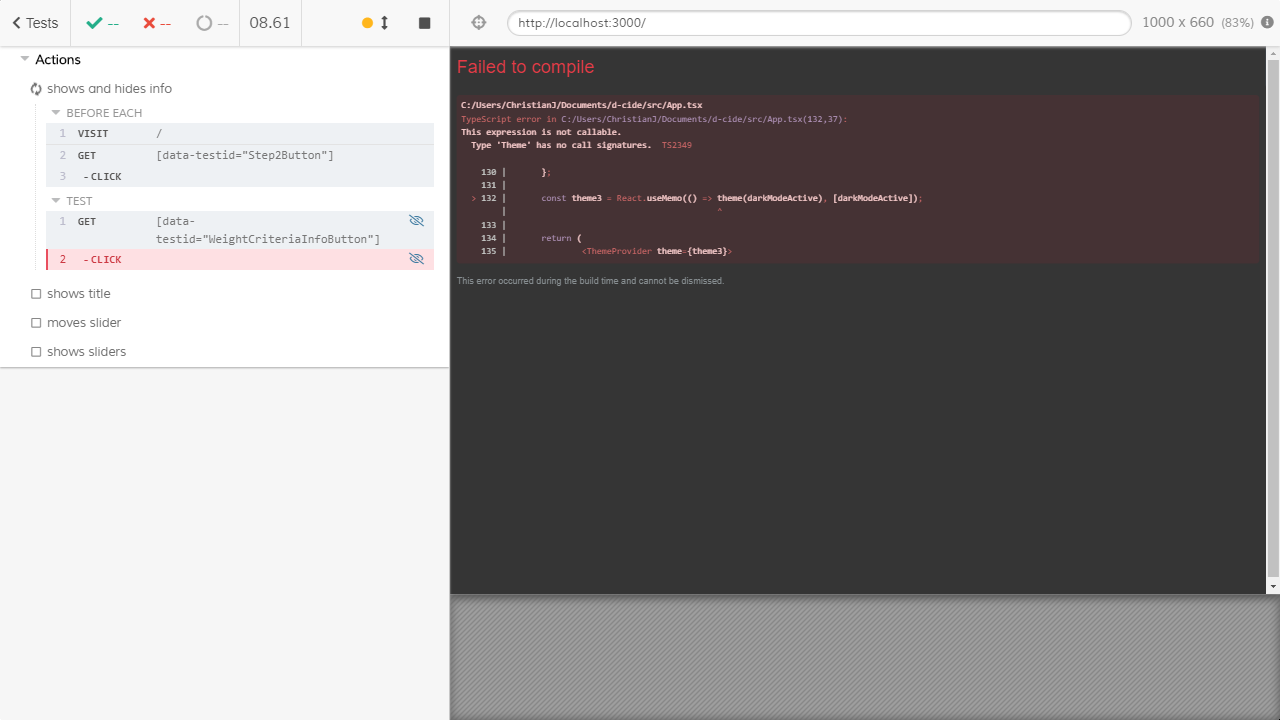 Tests -- -- -- 08.61
http://localhost:3000/ 1000 x 660 (83%)
Actions
shows and hides info
BEFORE EACH
1 VISIT /
2 GET [data-testid="Step2Button"]
3 - CLICK
TEST
1 GET [data-
testid="WeightCriteriaInfoButton"]
2 - CLICK
shows title
moves slider
shows sliders
Failed to compile
C:/Users/ChristianJ/Documents/d-cide/src/App.tsx
TypeScript error in C:/Users/ChristianJ/Documents/d-cide/src/App.tsx(132,37):
This expression is not callable.
Type 'Theme' has no call signatures. TS2349
130 | };
131 |
> 132 | const theme3 = React.useMemo(() => theme(darkModeActive), [darkModeActive]);
| ^
133 |
134 | return (
135 | <ThemeProvider theme={theme3}>
This error occurred during the build time and cannot be dismissed.